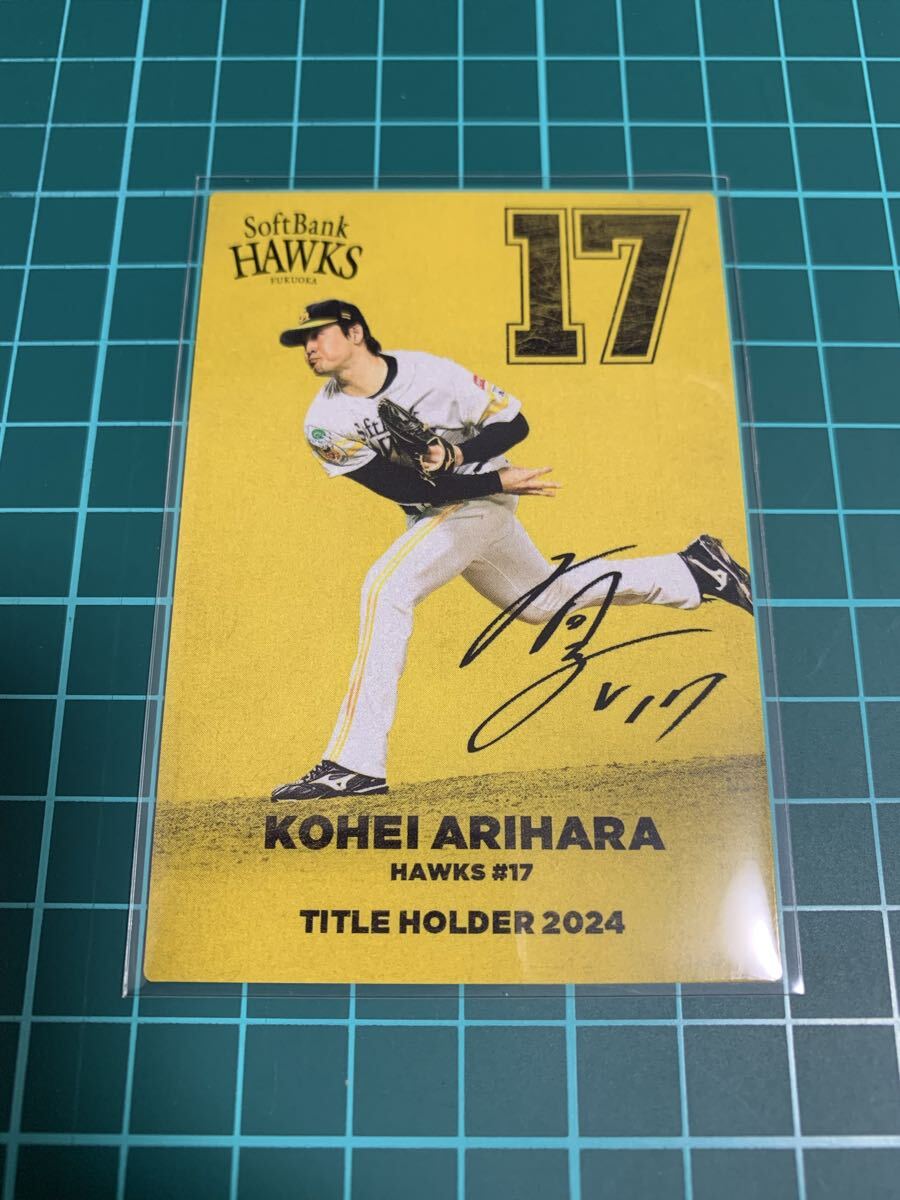 SoftBank
HAWKS
FUKUOKA
17
KOHEI ARIHARA
HAWKS #17
TITLE HOLDER 2024